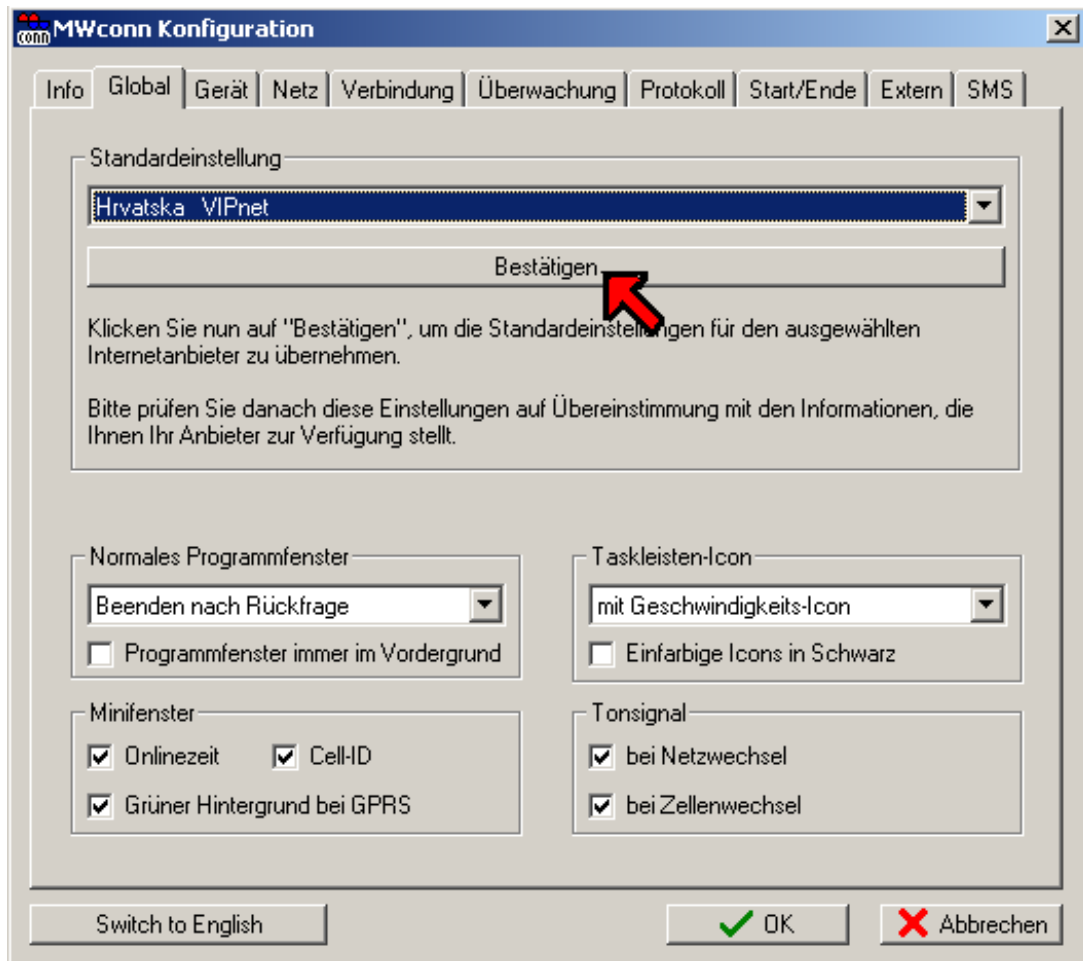 conn MWconn Konfiguration
Info Global Gerät Netz Verbindung Überwachung Protokoll Start/Ende Extern SMS
Standardeinstellung
Hrvatska VIPnet
Bestätigen
Klicken Sie nun auf "Bestätigen", um die Standardeinstellungen für den ausgewählten
Internetanbieter zu übernehmen.
Bitte prüfen Sie danach diese Einstellungen auf Übereinstimmung mit den Informationen, die
Ihnen Ihr Anbieter zur Verfügung stellt.
Normales Programmfenster
Beenden nach Rückfrage
Programmfenster immer im Vordergrund
Taskleisten-Icon
mit Geschwindigkeits-Icon
Einfarbige Icons in Schwarz
Minifenster
Onlinezeit Cell-ID
Grüner Hintergrund bei GPRS
Tonsignal
bei Netzwechsel
bei Zellenwechsel
Switch to English OK Abbrechen